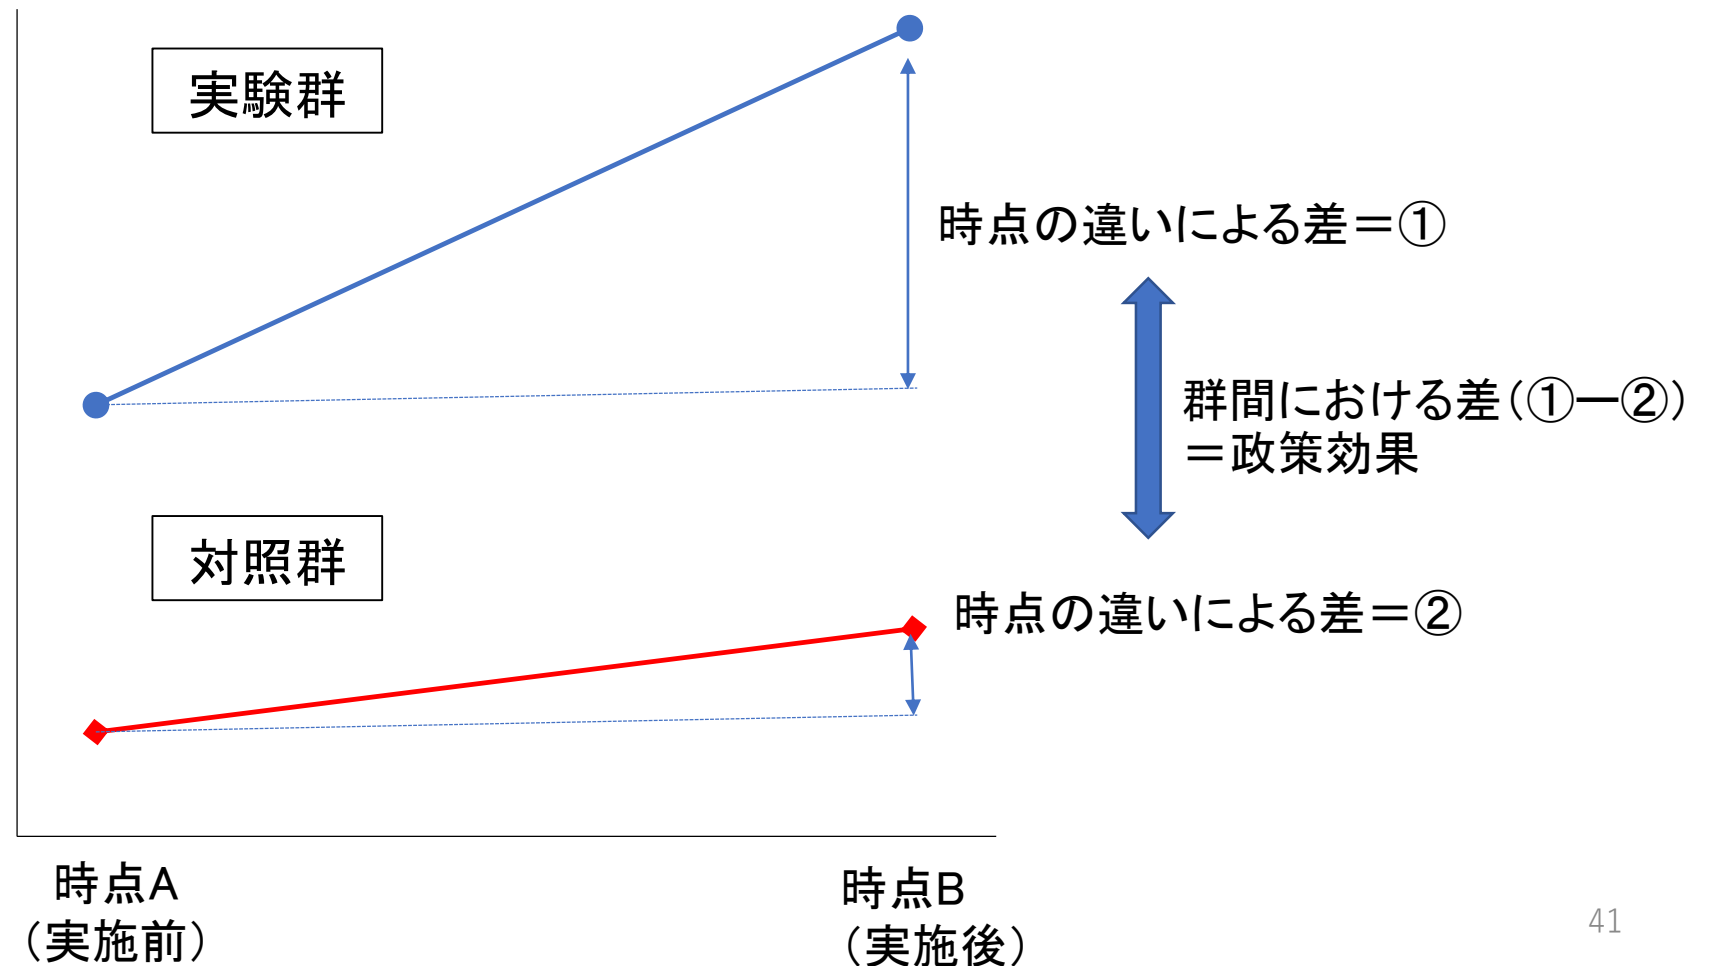 実験群
時点の違いによる差＝①
群間における差（①ー②）
＝政策効果
対照群
時点の違いによる差＝②
時点A
（実施前）
時点B
（実施後）
41